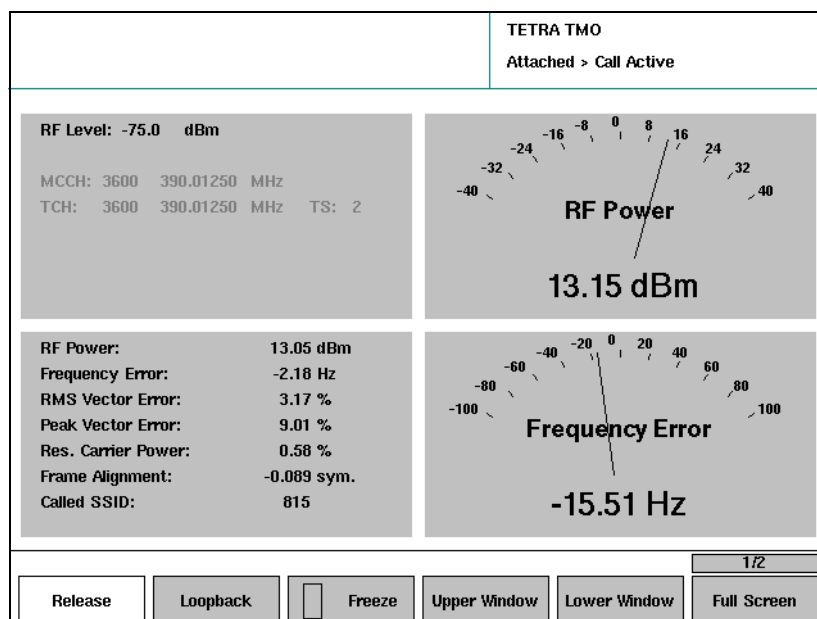 TETRA TMO
Attached > Call Active
RF Level: -75.0 dBm
MCCH: 3600 390.01250 MHz
TCH: 3600 390.01250 MHz TS: 2
-40 -32 -24 -16 -8 0 8 16 24 32 40
RF Power
13.15 dBm
RF Power: 13.05 dBm
Frequency Error: -2.18 Hz
RMS Vector Error: 3.17 %
Peak Vector Error: 9.01 %
Res. Carrier Power: 0.58 %
Frame Alignment: -0.089 sym.
Called SSID: 815
-100 -80 -60 -40 -20 0 20 40 60 80 100
Frequency Error
-15.51 Hz
1/2
Release
Loopback
Freeze
Upper Window
Lower Window
Full Screen